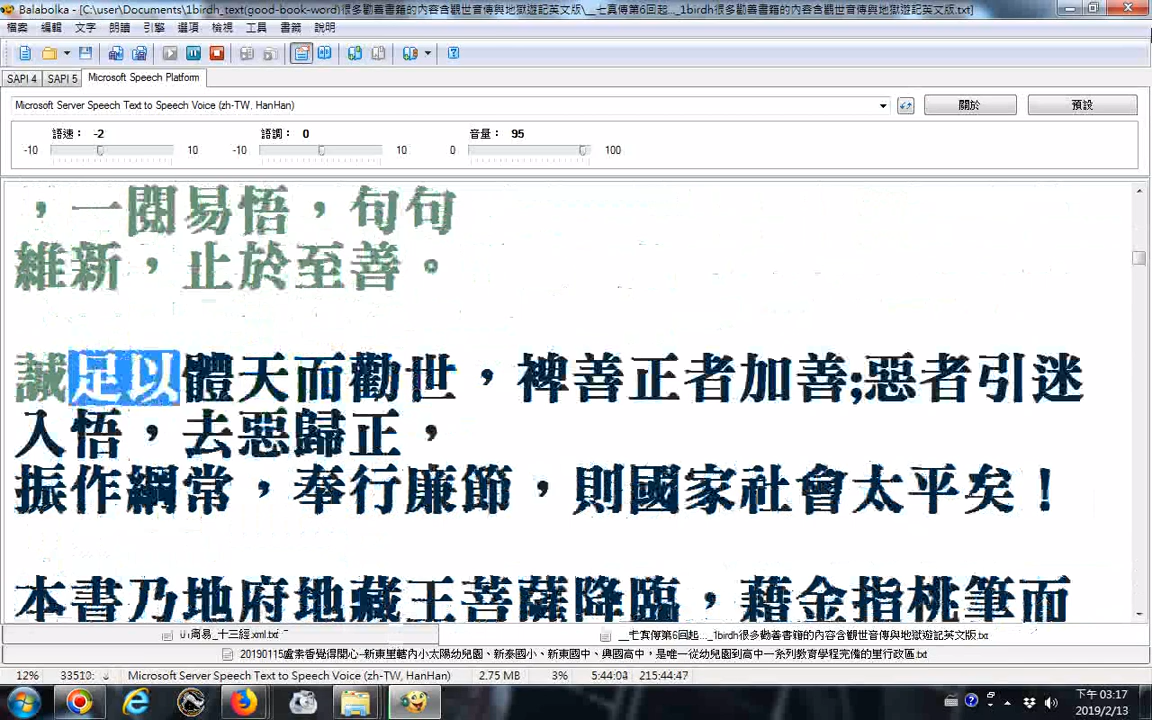 Balabolka - [C:\user\Documents\1birdh_text(good-book-word)很多勸善書籍的內容含觀世音傳與地獄遊記英文版\__七真傳第6回起..._1birdh很多勸善書籍的內容含觀世音傳與地獄遊記英文版.txt]
檔案 編輯 文字 朗讀 引擎 選項 檢視 工具 書籤 說明
SAPI 4 SAPI 5 Microsoft Speech Platform
Microsoft Server Speech Text to Speech Voice (zh-TW, HanHan) 關於 預設
語速： -2 語調： 0 音量： 95
-10 10 -10 10 0 100
，一閱易悟，句句
維新，止於至善。
誠足以體天而勸世，裨善正者加善;惡者引迷
入悟，去惡歸正，
振作綱常，奉行廉節，則國家社會太平矣！
本書乃地府地藏王菩薩降臨，藉金指桃筆而
周易_十三經.xml.txt __七真傳第6回起..._1birdh很多勸善書籍的內容含觀世音傳與地獄遊記英文版.txt
20190115盧素香覺得開心-新東里轄內小太陽幼兒園、新泰國小、新東國中、興國高中，是唯一從幼兒園到高中一系列教育學程完備的里行政區.txt
12% 33510: Microsoft Server Speech Text to Speech Voice (zh-TW, HanHan) 2.75 MB 3% 5:44:04 215:44:47
下午 03:17
2019/2/13